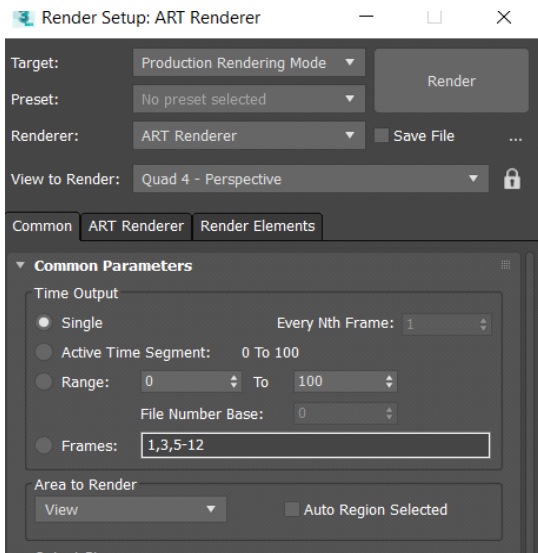 Render Setup: ART Renderer
Target: Production Rendering Mode
Render
Preset: No preset selected
Renderer: ART Renderer Save File ...
View to Render: Quad 4 - Perspective
Common ART Renderer Render Elements
Common Parameters
Time Output
Single Every Nth Frame: 1
Active Time Segment: 0 To 100
Range: 0 To 100
File Number Base: 0
Frames: 1,3,5-12
Area to Render
View Auto Region Selected